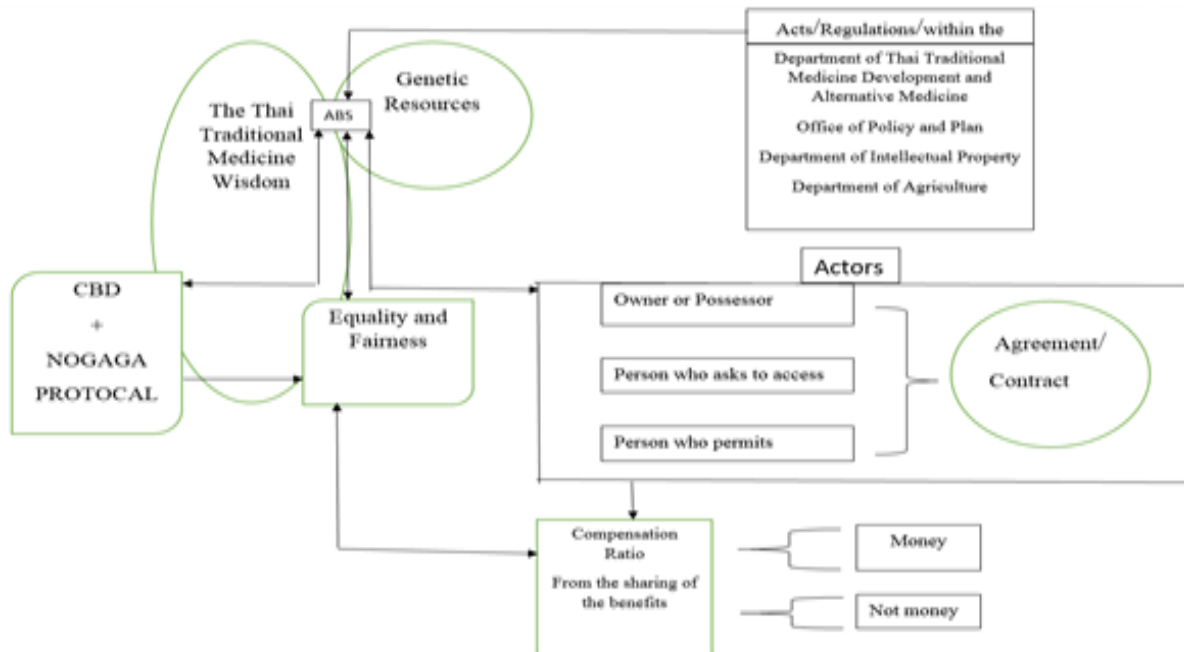 Acts/Regulations/within the
Department of Thai Traditional
Medicine Development and
Alternative Medicine
Office of Policy and Plan
Department of Intellectual Property
Department of Agriculture
Genetic
Resources
The Thai
Traditional
Medicine
Wisdom
ABS
CBD
+
NOGAGA
PROTOCAL
Equality and
Fairness
Actors
Owner or Possessor
Person who asks to access
Person who permits
Agreement/
Contract
Compensation
Ratio
From the sharing of
the benefits
Money
Not money